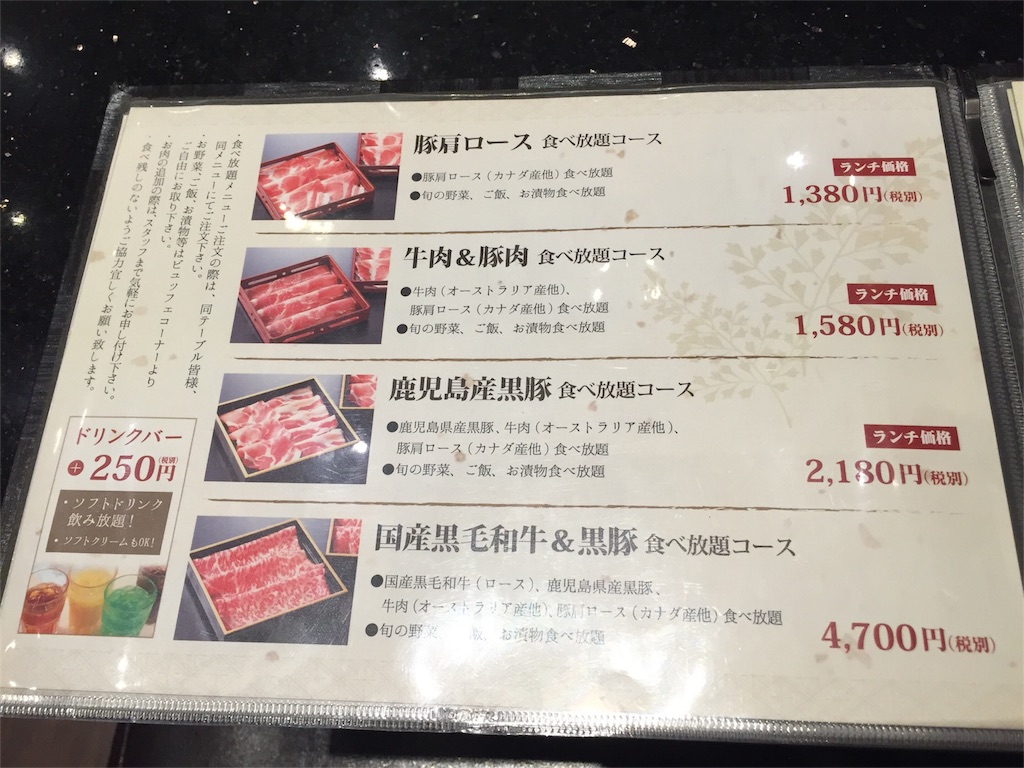 豚肩ロース 食べ放題コース
●豚肩ロース(カナダ産他)食べ放題
●旬の野菜、ご飯、お漬物食べ放題
ランチ価格
1,380円(税別)
牛肉&豚肉 食べ放題コース
●牛肉(オーストラリア産他)、
豚肩ロース(カナダ産他)食べ放題
●旬の野菜、ご飯、お漬物食べ放題
ランチ価格
1,580円(税別)
鹿児島産黒豚 食べ放題コース
●鹿児島県産黒豚、牛肉(オーストラリア産他)、
豚肩ロース(カナダ産他)食べ放題
●旬の野菜、ご飯、お漬物食べ放題
ランチ価格
2,180円(税別)
国産黒毛和牛&黒豚 食べ放題コース
●国産黒毛和牛(ロース)、鹿児島県産黒豚、
牛肉(オーストラリア産他)、豚肩ロース(カナダ産他)食べ放題
●旬の野菜、ご飯、お漬物食べ放題
4,700円(税別)
・食べ放題メニューご注文の際は、同テーブル皆様、
同メニューにてご注文下さい。
・お野菜、ご飯、お漬物等はビュッフェコーナーより
ご自由にお取り下さい。
・お肉の追加の際は、スタッフまで気軽にお申し付け下さい。
・食べ残しのないようご協力宜しくお願い致します。
ドリンクバー
+250円(税別)
・ソフトドリンク
飲み放題!
・ソフトクリームもOK!